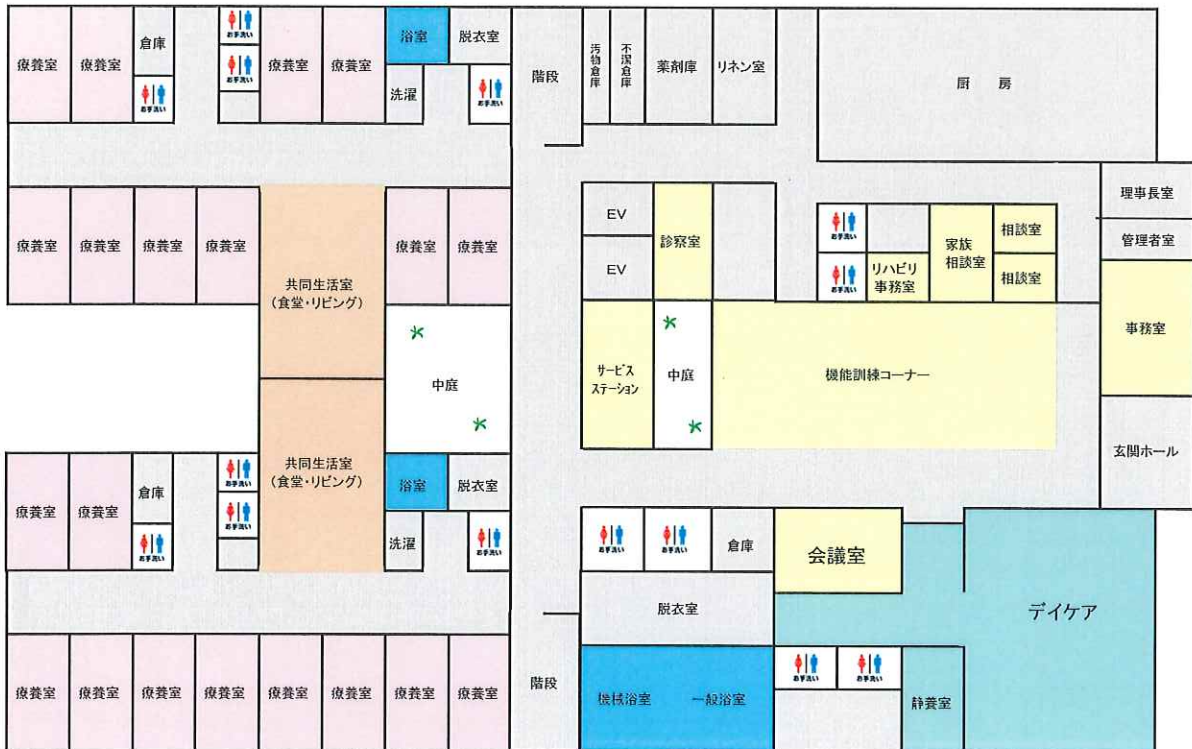 療養室
療養室
倉庫
お手洗い
お手洗い
お手洗い
療養室
療養室
浴室
脱衣室
洗濯
お手洗い
階段
汚物倉庫
不潔倉庫
薬剤庫
リネン室
厨 房
療養室
療養室
療養室
療養室
共同生活室
(食堂・リビング)
療養室
療養室
EV
EV
診察室
お手洗い
お手洗い
リハビリ
事務室
家族
相談室
相談室
相談室
理事長室
管理者室
事務室
中庭
サービス
ステーション
中庭
機能訓練コーナー
玄関ホール
療養室
療養室
倉庫
お手洗い
お手洗い
お手洗い
共同生活室
(食堂・リビング)
浴室
脱衣室
洗濯
お手洗い
お手洗い
お手洗い
倉庫
会議室
脱衣室
デイケア
療養室
療養室
療養室
療養室
療養室
療養室
療養室
療養室
階段
機械浴室
一般浴室
お手洗い
お手洗い
静養室